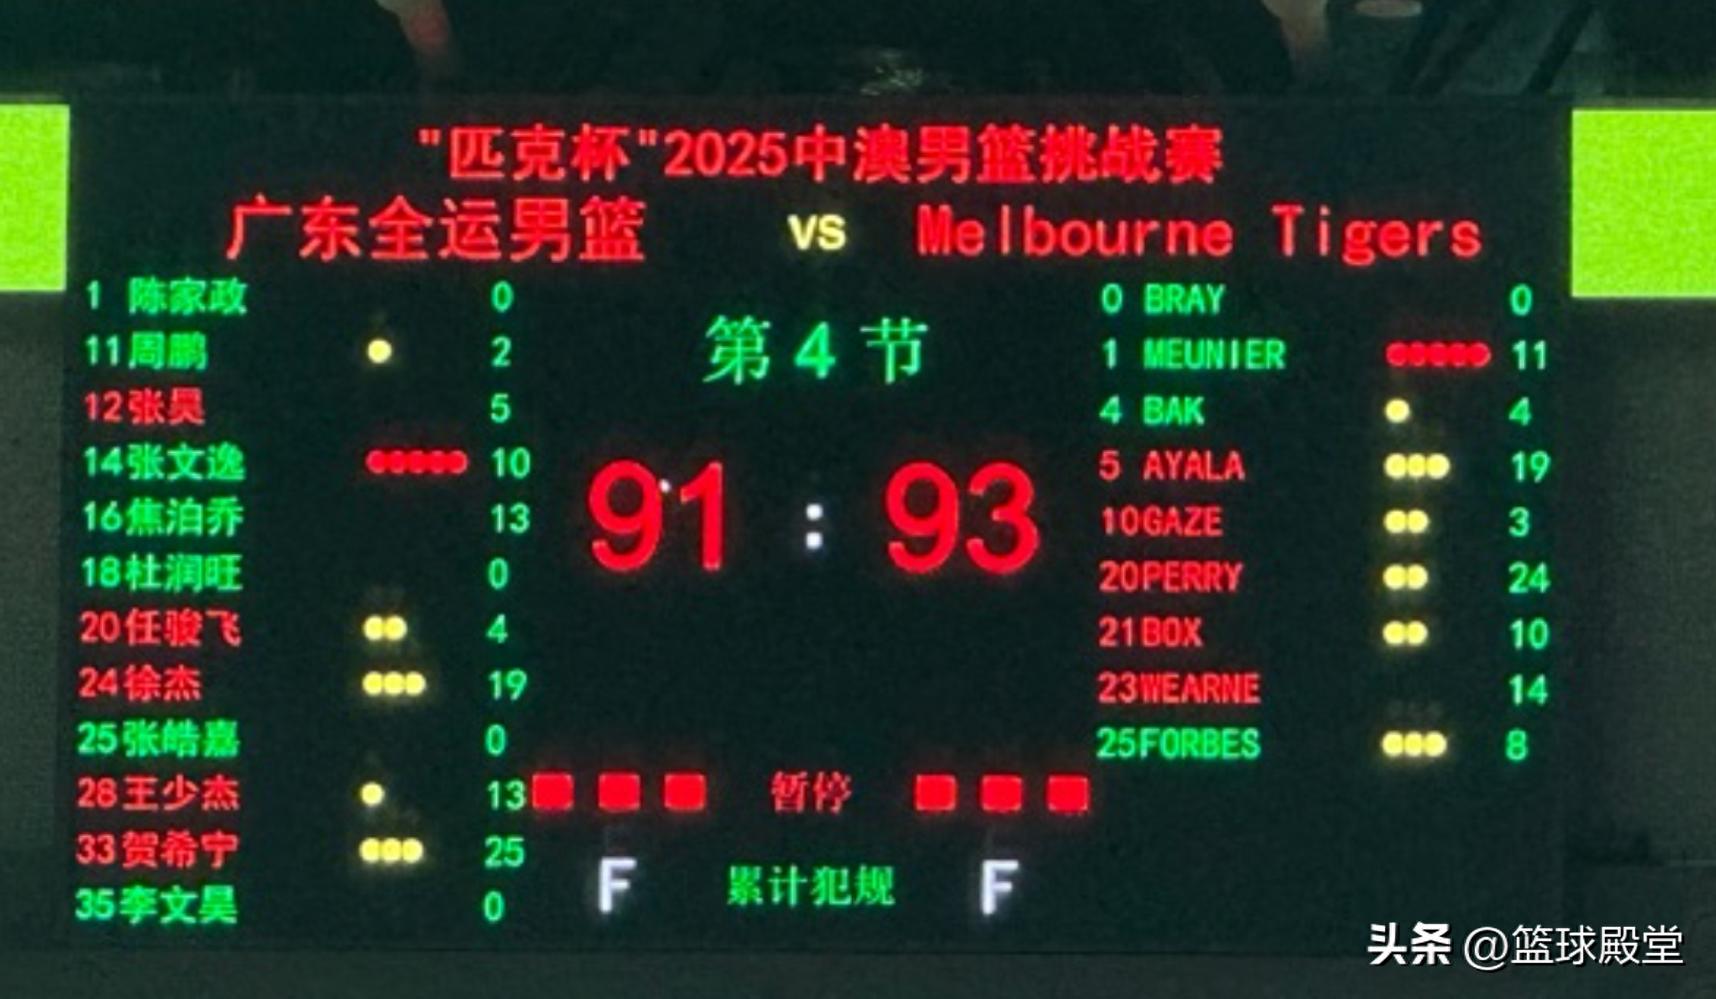 "匹克杯"2025中澳男篮挑战赛
广东全运男篮 VS Melbourne Tigers
1 陈家政 0
11 周鹏 2
12 张昊 5
14 张文逸 10
16 焦泊乔 13
18 杜润旺 0
20 任骏飞 4
24 徐杰 19
25 张皓嘉 0
28 王少杰 13
33 贺希宁 25
35 李文昊 0
第4节
91 : 93
暂停
F 累计犯规 F
0 BRAY 0
1 MEUNIER 11
4 BAK 4
5 AYALA 19
10 GAZE 3
20 PERRY 24
21 BOX 10
23 WEARNE 14
25 FORBES 8
头条 @篮球殿堂